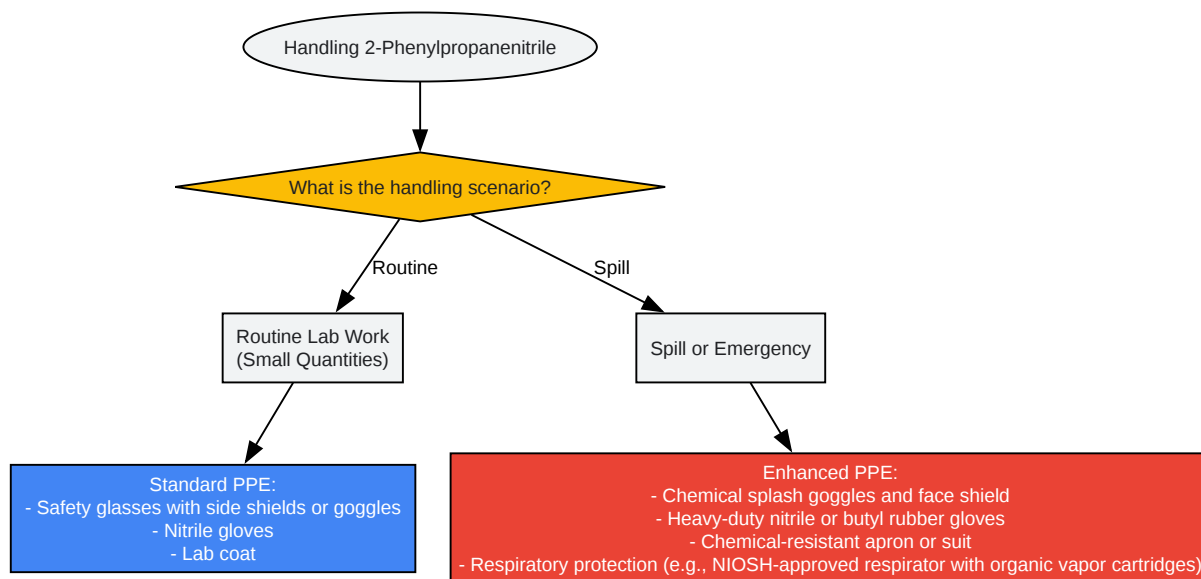 Handling 2-Phenylpropanenitrile
What is the handling scenario?
Routine
Spill
Routine Lab Work
(Small Quantities)
Spill or Emergency
Standard PPE:
- Safety glasses with side shields or goggles
- Nitrile gloves
- Lab coat
Enhanced PPE:
- Chemical splash goggles and face shield
- Heavy-duty nitrile or butyl rubber gloves
- Chemical-resistant apron or suit
- Respiratory protection (e.g., NIOSH-approved respirator with organic vapor cartridges)